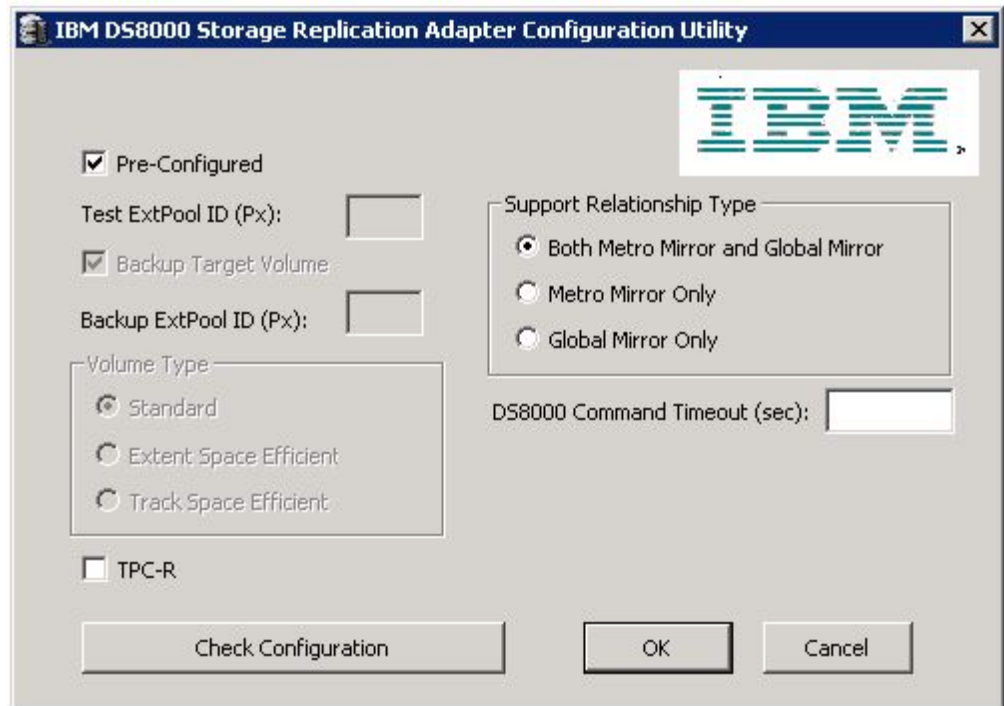 IBM DS8000 Storage Replication Adapter Configuration Utility
IBM
Pre-Configured
Test ExtPool ID (Px):
Backup Target Volume
Backup ExtPool ID (Px):
Volume Type
Standard
Extent Space Efficient
Track Space Efficient
TPC-R
Support Relationship Type
Both Metro Mirror and Global Mirror
Metro Mirror Only
Global Mirror Only
DS8000 Command Timeout (sec):
Check Configuration
OK
Cancel